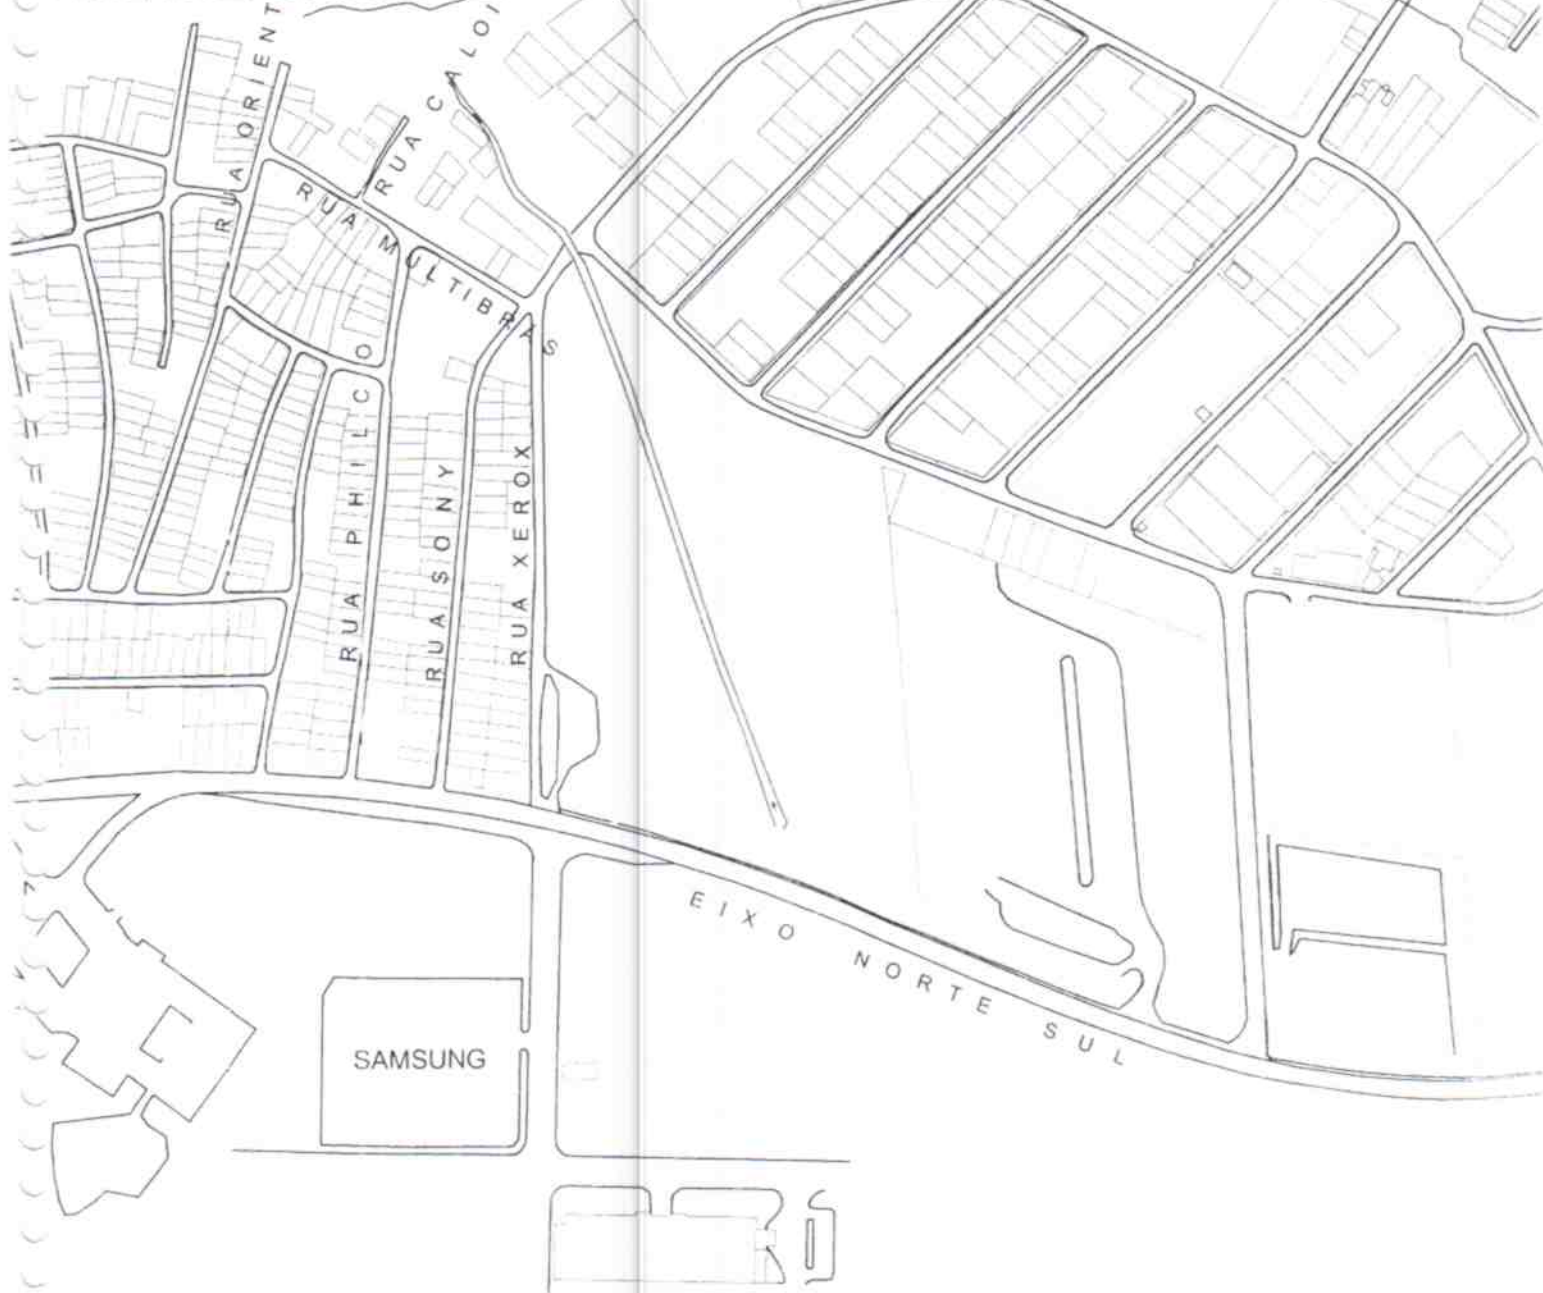 RUA ORIENT
RUA CALOI
RUA MULTIBRAS
RUA PHILCO
RUA SONY
RUA XEROX
EIXO NORTE SUL
SAMSUNG